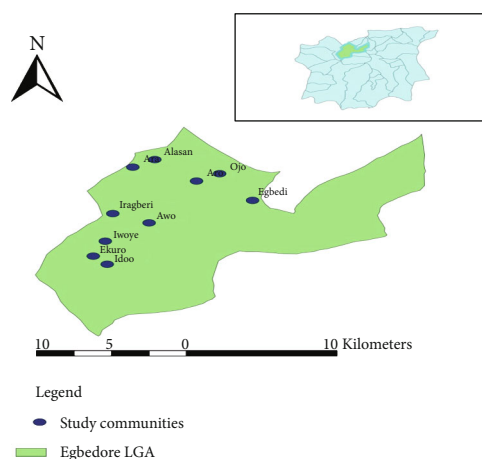 N
Alasan
Ojo
Egbedi
Iragberi
Awo
Iwoye
Ekuro
Idoo
10 5 0 10 Kilometers
Legend
Study communities
Egbedore LGA